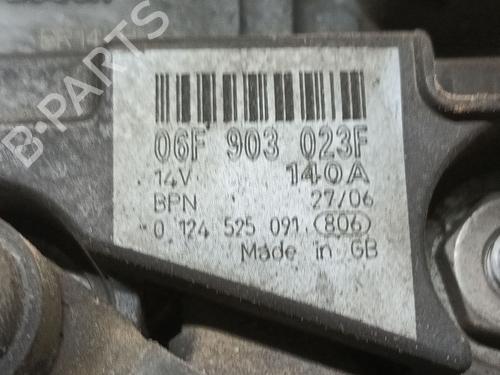 B-PARTS
06F 903 023F
14V 140A
BPN 27/06
0 124 525 091 806
Made in GB